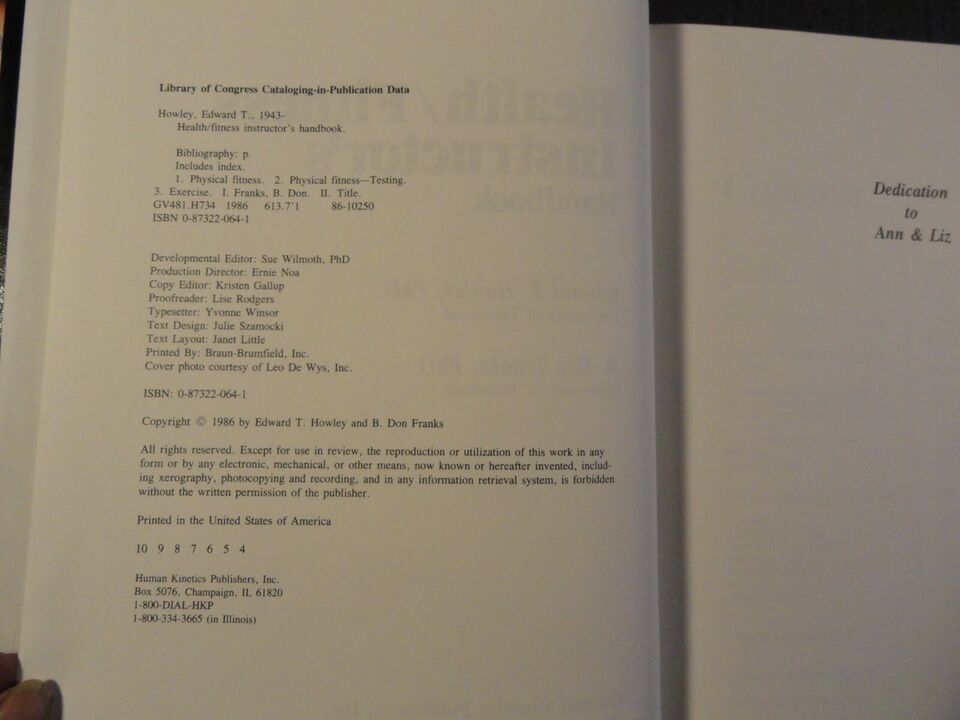 Library of Congress Cataloging-in-Publication Data
Howley, Edward T., 1943-
Health/fitness instructor's handbook.
Bibliography: p.
Includes index.
1. Physical fitness. 2. Physical fitness—Testing.
3. Exercise. I. Franks, B. Don. II. Title.
GV481.H734 1986 613.7'1 86-10250
ISBN 0-87322-064-1
Developmental Editor: Sue Wilmoth, PhD
Production Director: Ernie Noa
Copy Editor: Kristen Gallup
Proofreader: Lise Rodgers
Typesetter: Yvonne Winsor
Text Design: Julie Szamocki
Text Layout: Janet Little
Printed By: Braun-Brumfield, Inc.
Cover photo courtesy of Leo De Wys, Inc.
ISBN: 0-87322-064-1
Copyright © 1986 by Edward T. Howley and B. Don Franks
All rights reserved. Except for use in review, the reproduction or utilization of this work in any
form or by any electronic, mechanical, or other means, now known or hereafter invented, includ-
ing xerography, photocopying and recording, and in any information retrieval system, is forbidden
without the written permission of the publisher.
Printed in the United States of America
10 9 8 7 6 5 4
Human Kinetics Publishers, Inc.
Box 5076, Champaign, IL 61820
1-800-DIAL-HKP
1-800-334-3665 (in Illinois)
Dedication
to
Ann & Liz